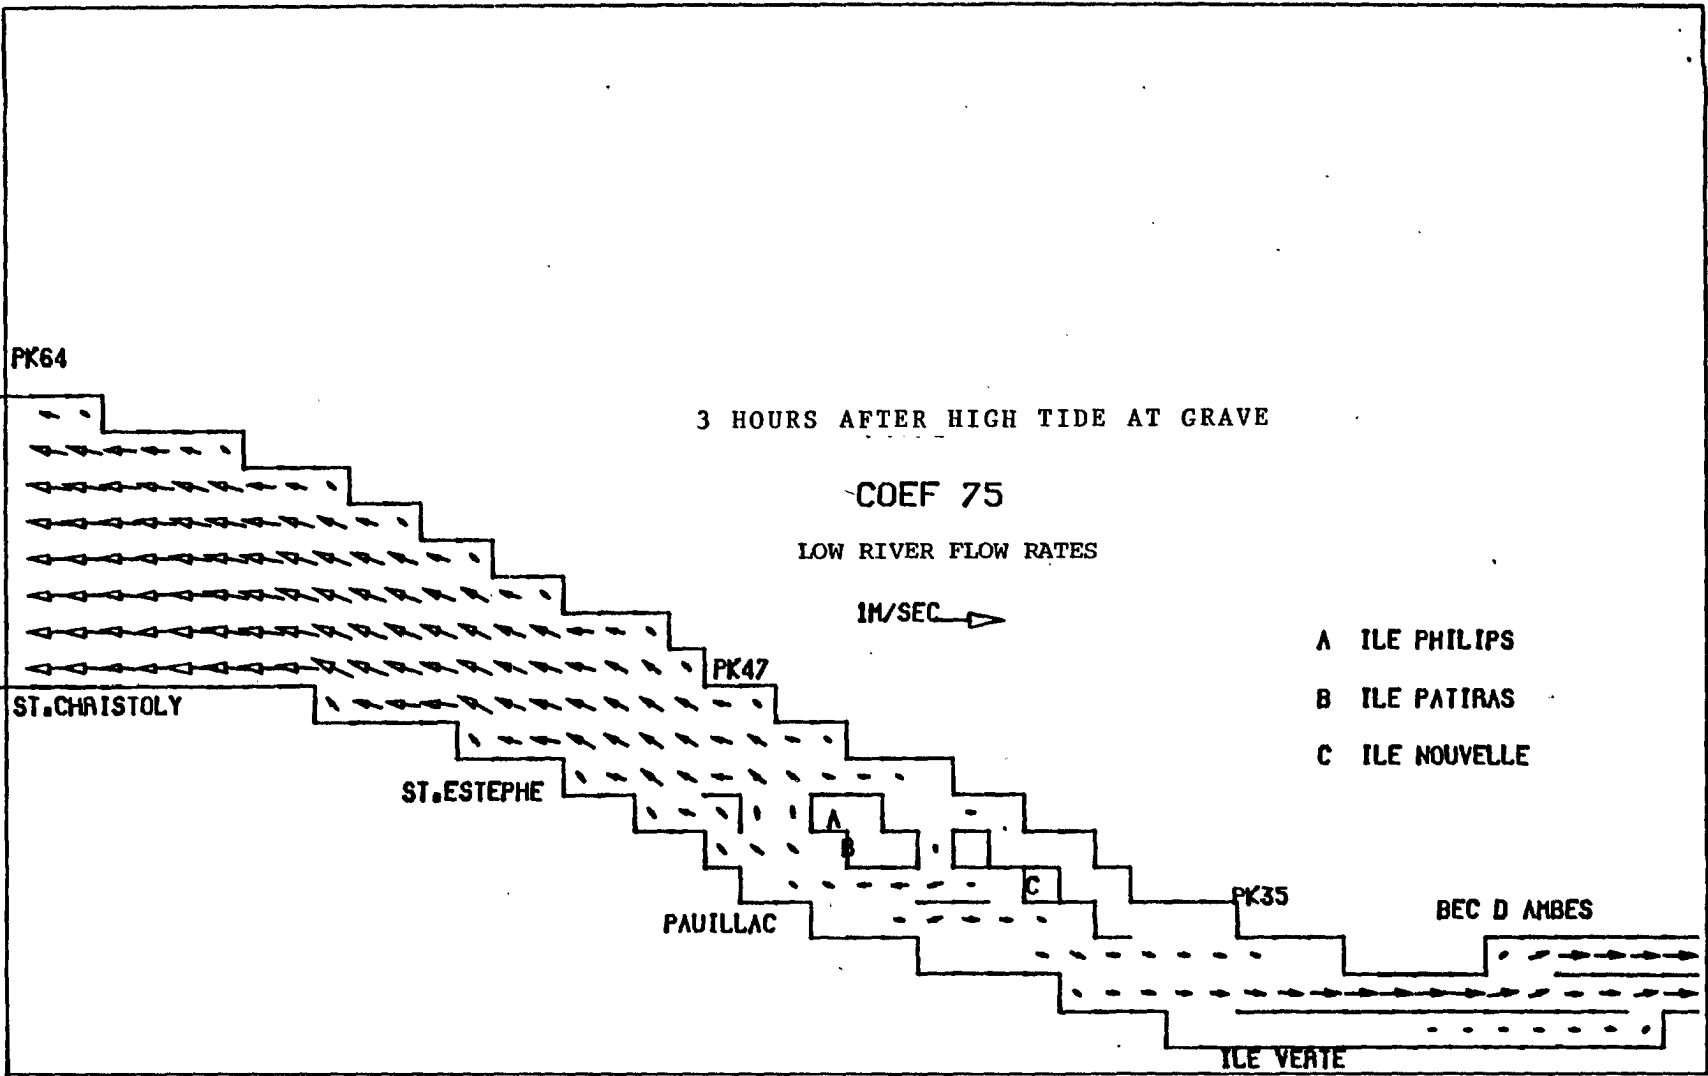 PK64
3 HOURS AFTER HIGH TIDE AT GRAVE
COEF 75
LOW RIVER FLOW RATES
1M/SEC
A ILE PHILIPS
B ILE PATIRAS
C ILE NOUVELLE
PK47
ST.CHRISTOLY
ST.ESTEPHE
A
B
C
PAUILLAC
PK35
BEC D AMBES
ILE VERTE